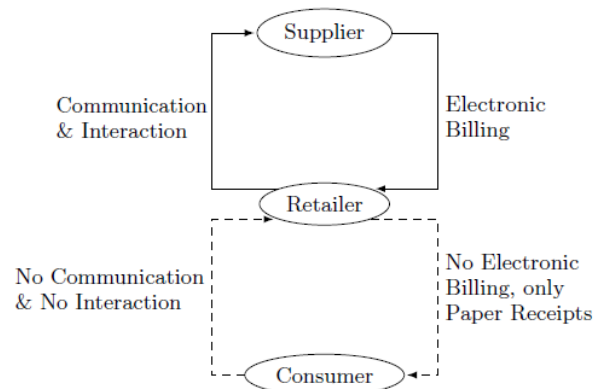 Supplier
Communication
& Interaction
Electronic
Billing
Retailer
No Communication
& No Interaction
No Electronic
Billing, only
Paper Receipts
Consumer